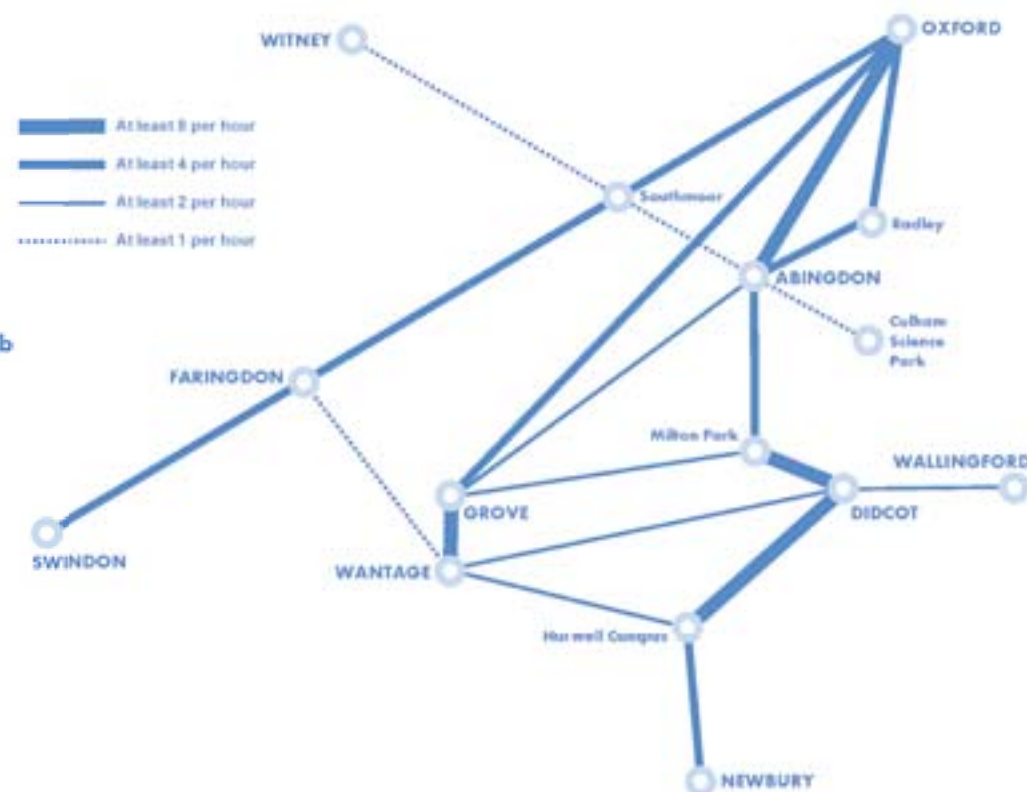 WITNEY
OXFORD
At least 8 per hour
At least 4 per hour
At least 2 per hour
At least 1 per hour
Southmoor
Radley
ABINGDON
Culham
Science
Park
b
FARINGDON
Milton Park
WALLINGFORD
GROVE
DIDCOT
SWINDON
WANTAGE
Harwell Campus
NEWBURY